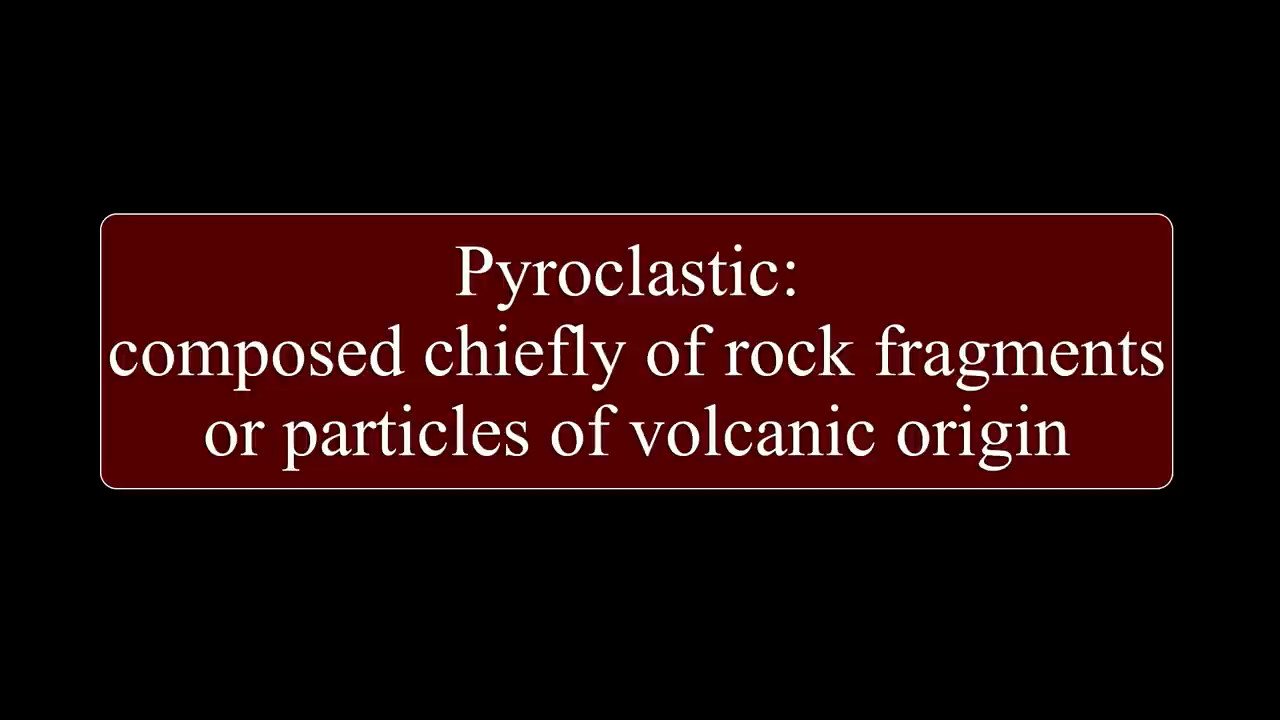 Pyroclastic:
composed chiefly of rock fragments
or particles of volcanic origin